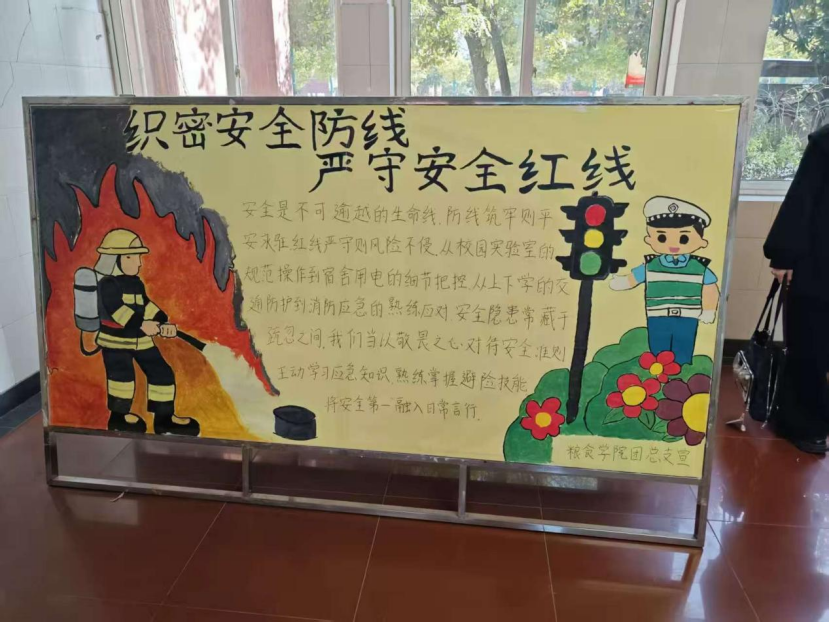 织密安全防线
严守安全红线
安全是不可逾越的生命线,防线筑牢则平
安永驻红线严守则风险不侵,从校园实验室的
规范操作到宿舍用电的细节把控,从上下学的交
通防护到消防应急的熟练应对,安全隐患常藏于
疏忽之间,我们当以敬畏之心对待安全准则
主动学习应急知识,熟练掌握避险技能
将安全第一融入日常言行.
粮食学院团总支宣